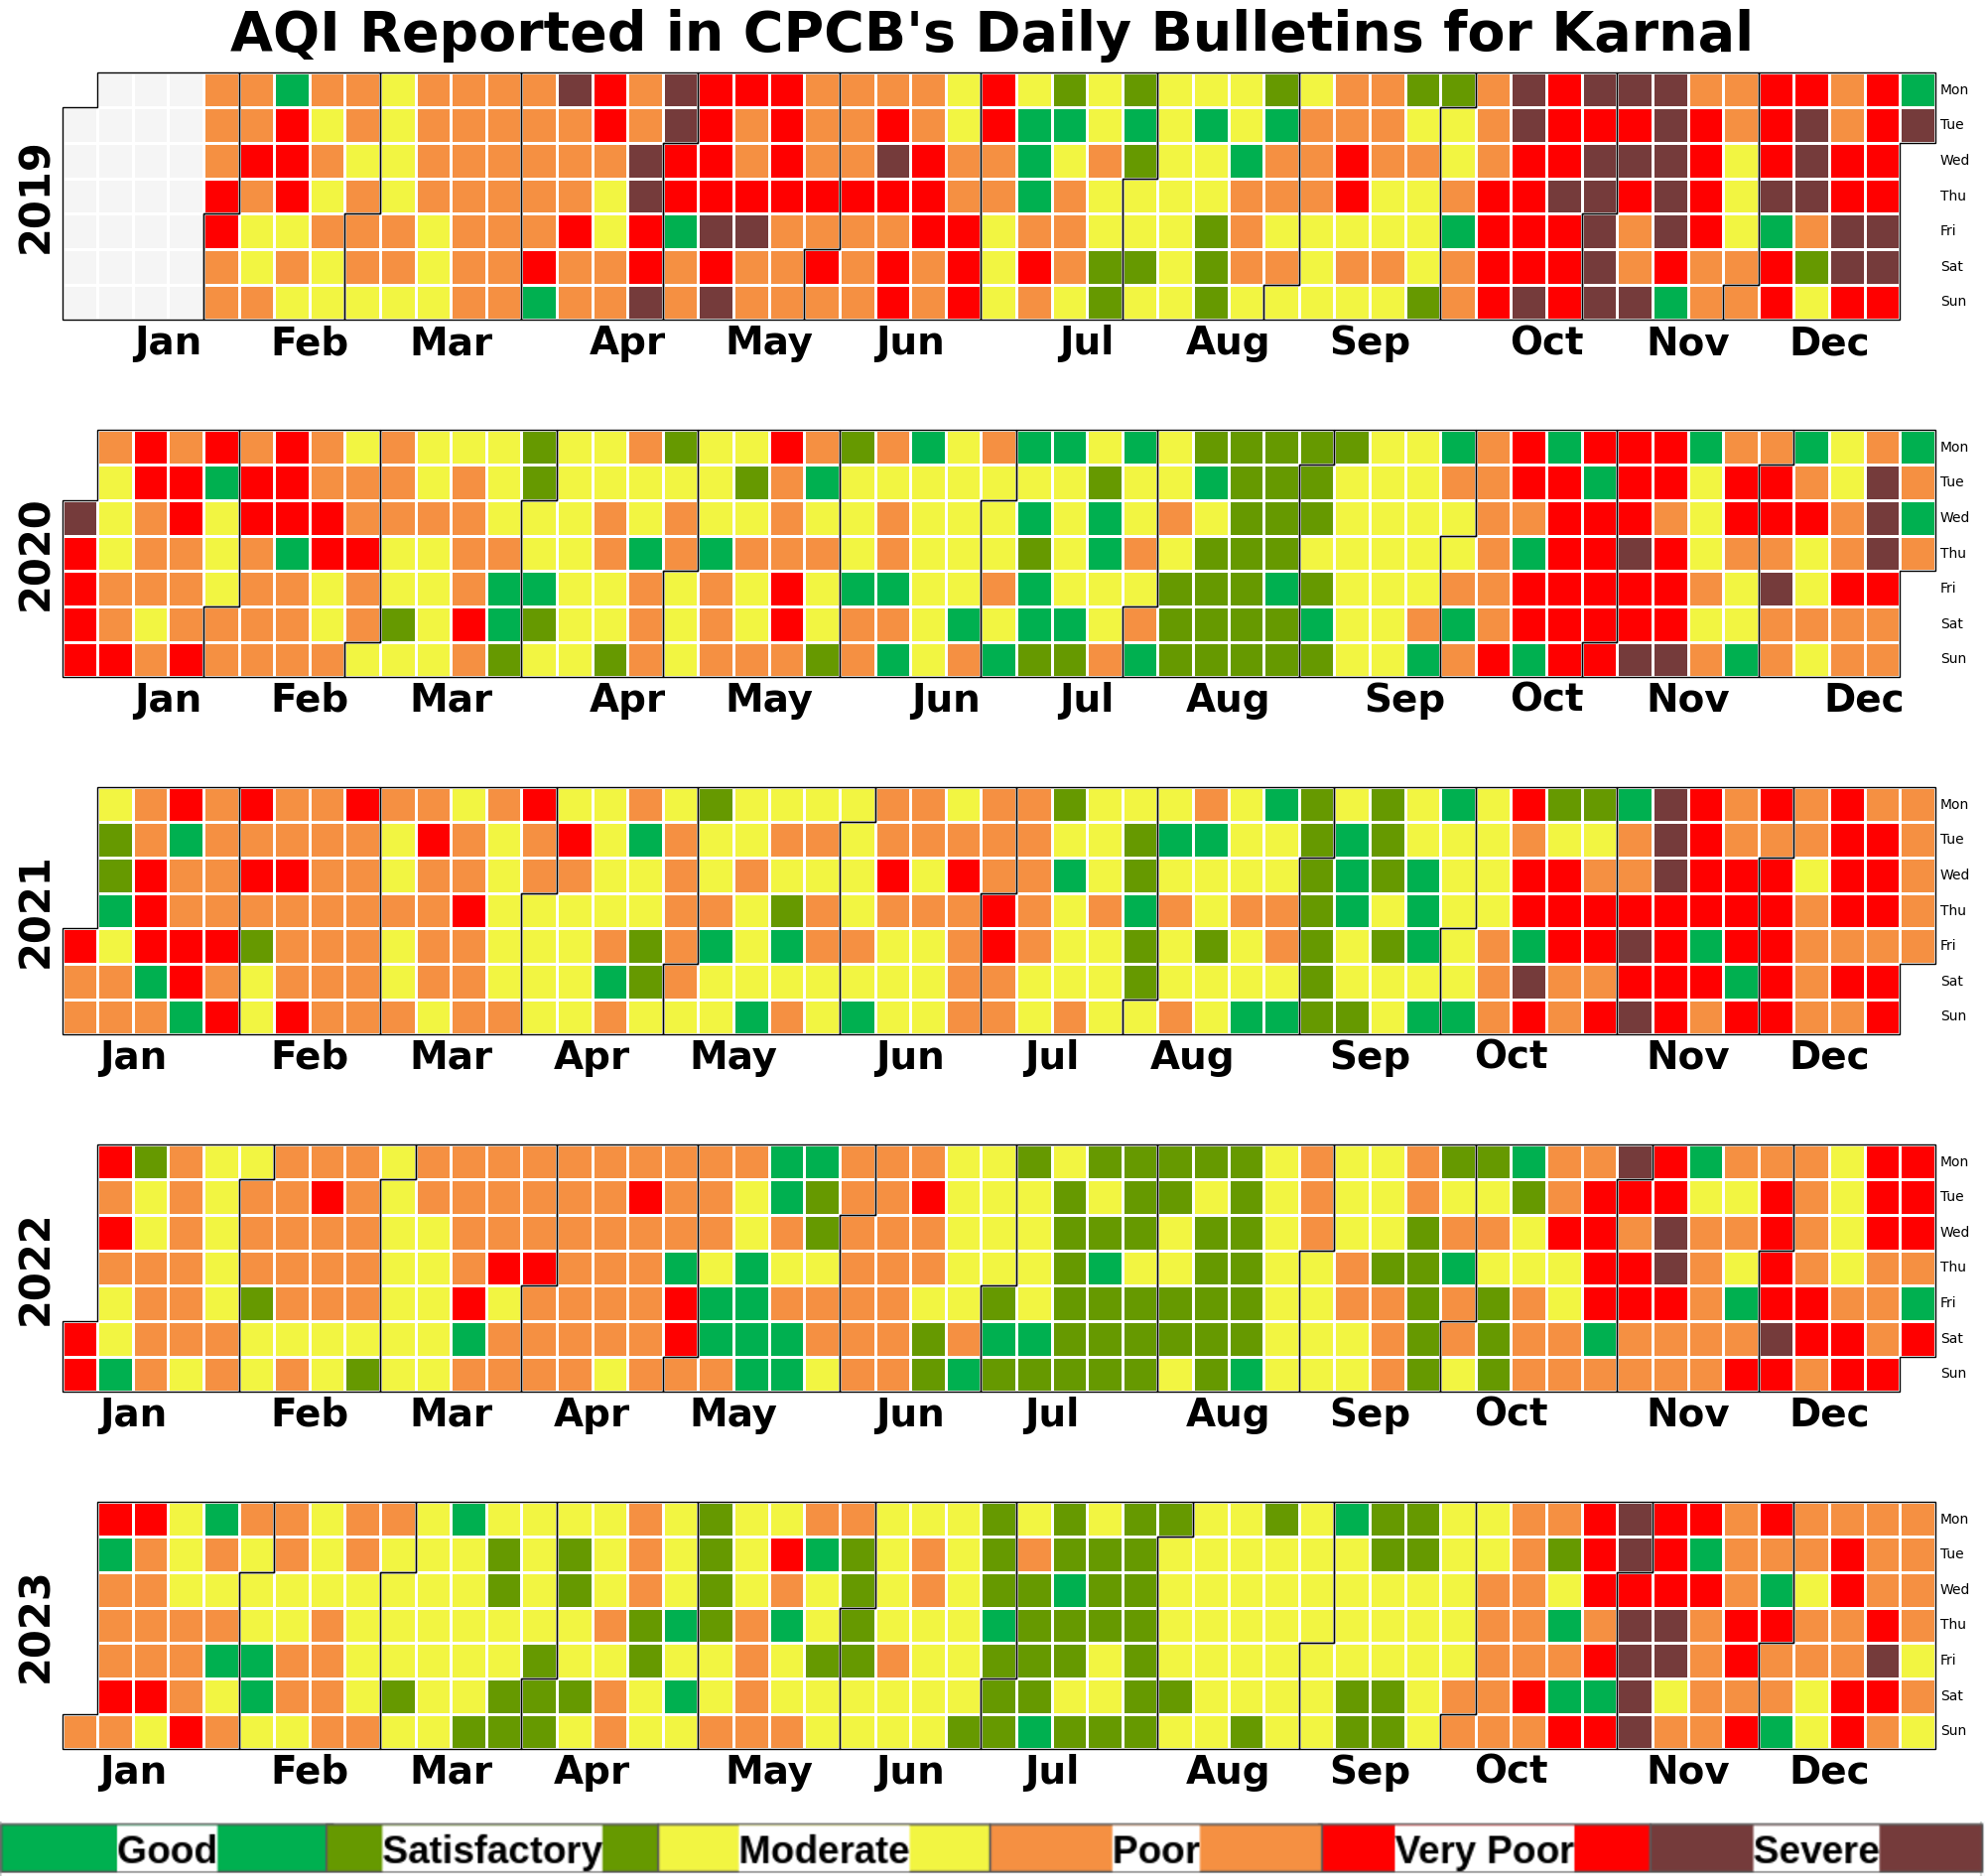 AQI Reported in CPCB's Daily Bulletins for Karnal
2019
Mon
Tue
Wed
Thu
Fri
Sat
Sun
Jan Feb Mar Apr May Jun Jul Aug Sep Oct Nov Dec
2020
Mon
Tue
Wed
Thu
Fri
Sat
Sun
Jan Feb Mar Apr May Jun Jul Aug Sep Oct Nov Dec
2021
Mon
Tue
Wed
Thu
Fri
Sat
Sun
Jan Feb Mar Apr May Jun Jul Aug Sep Oct Nov Dec
2022
Mon
Tue
Wed
Thu
Fri
Sat
Sun
Jan Feb Mar Apr May Jun Jul Aug Sep Oct Nov Dec
2023
Mon
Tue
Wed
Thu
Fri
Sat
Sun
Jan Feb Mar Apr May Jun Jul Aug Sep Oct Nov Dec
Good Satisfactory Moderate Poor Very Poor Severe